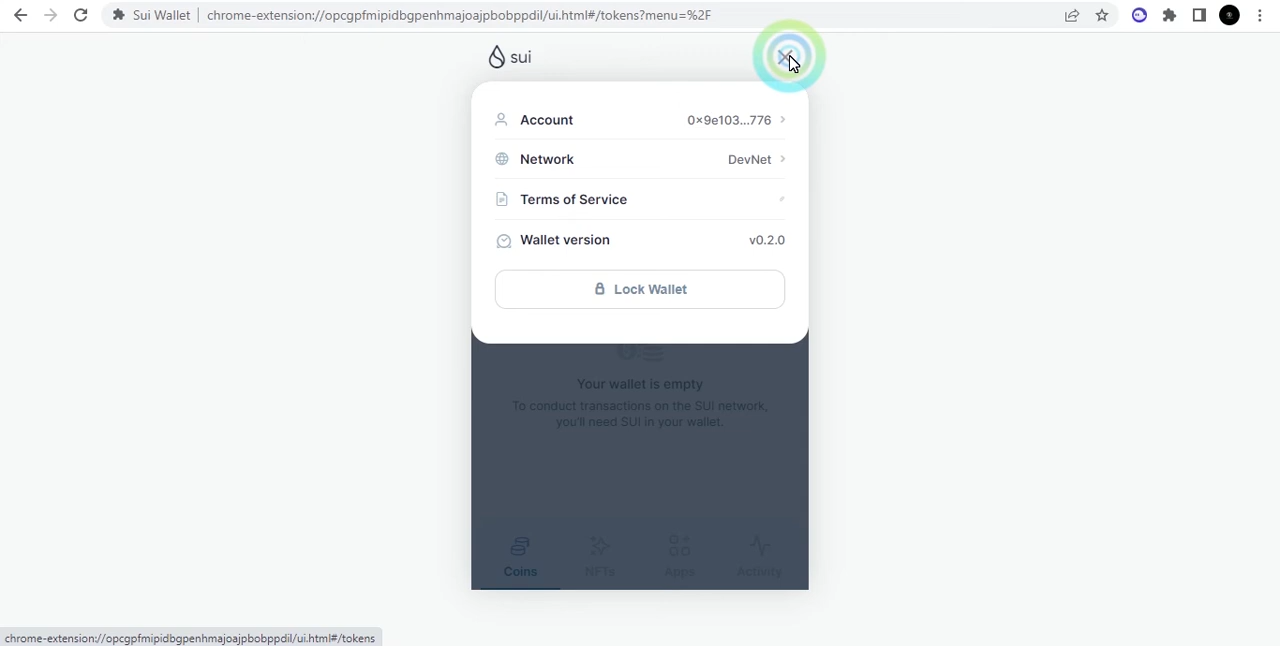 Sui Wallet
chrome-extension://opcgpfmipidbgpenhmajoajpbobppdil/ui.html#/tokens?menu=%2F
sui
Account 0×9e103...776
Network DevNet
Terms of Service
Wallet version v0.2.0
Lock Wallet
Your wallet is empty
To conduct transactions on the SUI network,
you'll need SUI in your wallet.
Coins NFTs Apps Activity
chrome-extension://opcgpfmipidbgpenhmajoajpbobppdil/ui.html#/tokens